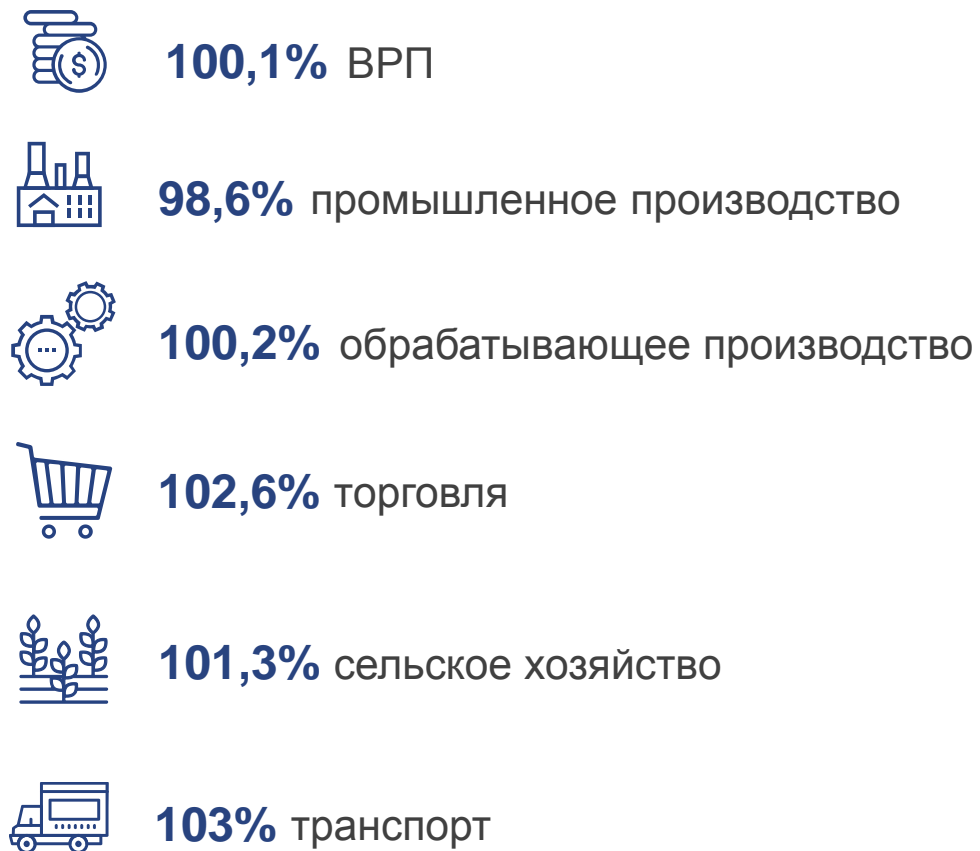 100,1% ВРП
98,6% промышленное производство
100,2% обрабатывающее производство
102,6% торговля
101,3% сельское хозяйство
103% транспорт